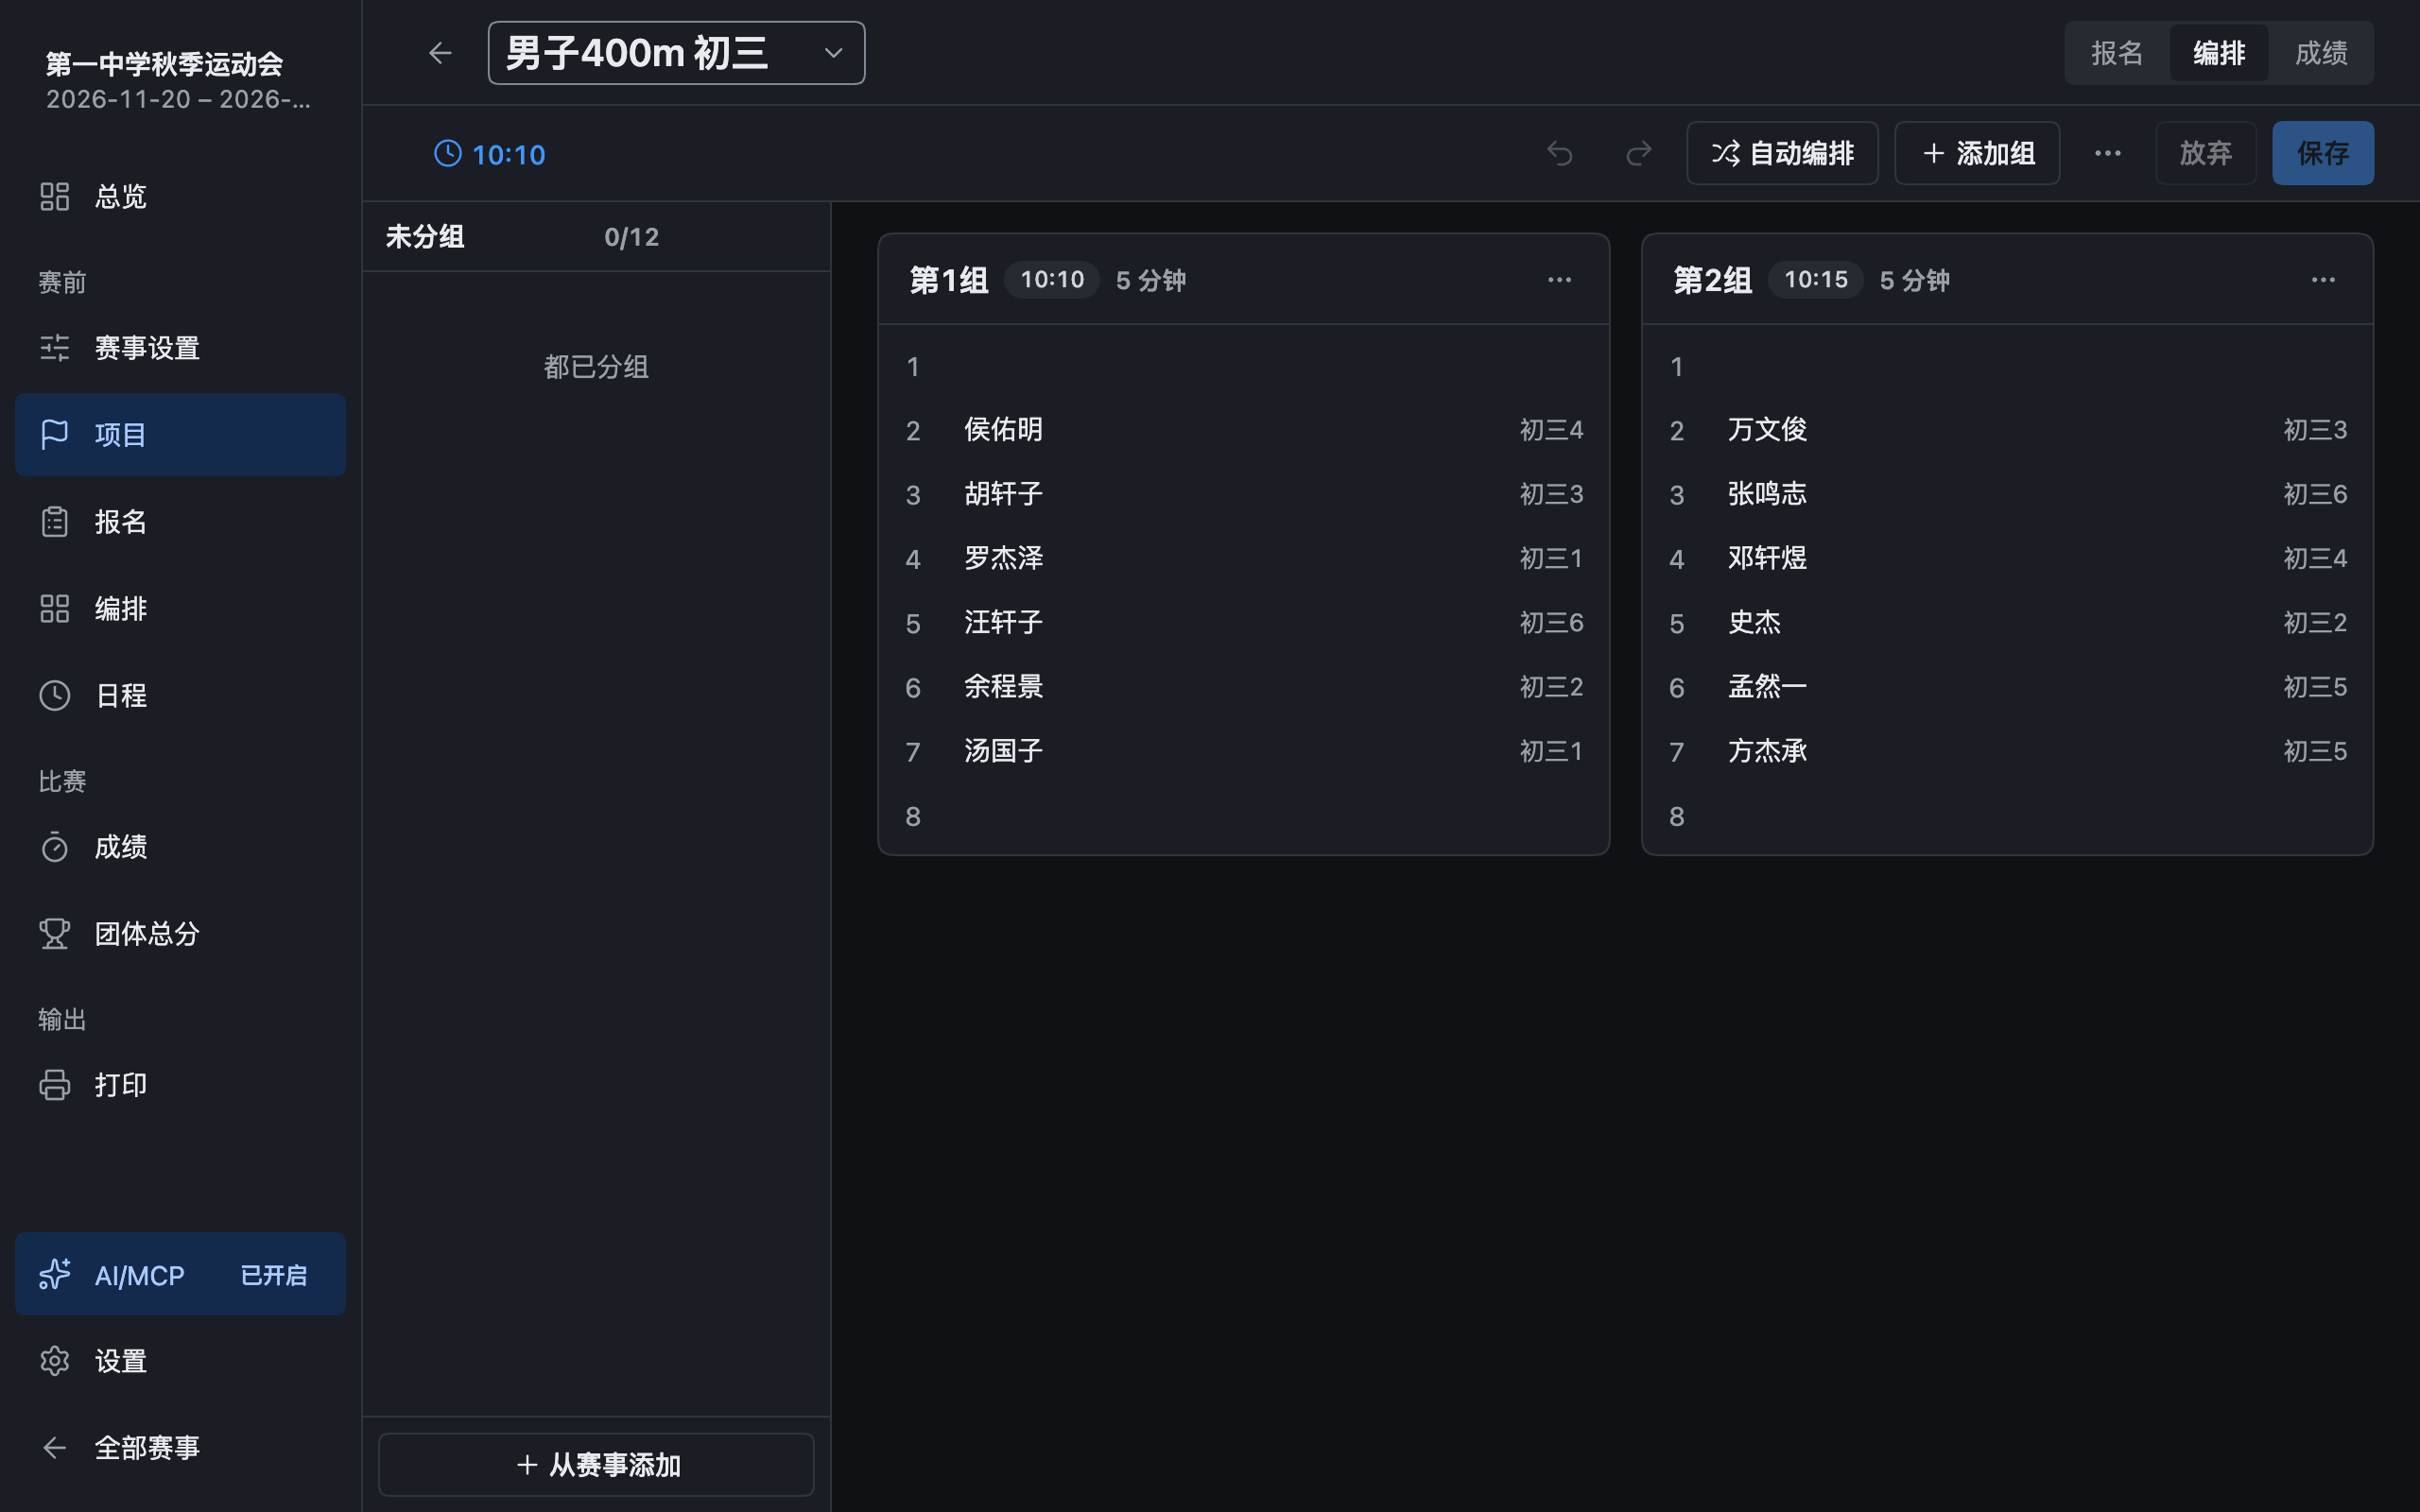 第一中学秋季运动会
2026-11-20 – 2026-...
总览
赛前
赛事设置
项目
报名
编排
日程
比赛
成绩
团体总分
输出
打印
AI/MCP 已开启
设置
全部赛事
男子400m 初三
报名 编排 成绩
10:10
自动编排 添加组 放弃 保存
未分组 0/12
都已分组
从赛事添加
第1组 10:10 5 分钟
1
2 侯佑明 初三4
3 胡轩子 初三3
4 罗杰泽 初三1
5 汪轩子 初三6
6 余程景 初三2
7 汤国子 初三1
8
第2组 10:15 5 分钟
1
2 万文俊 初三3
3 张鸣志 初三6
4 邓轩煜 初三4
5 史杰 初三2
6 孟然一 初三5
7 方杰承 初三5
8